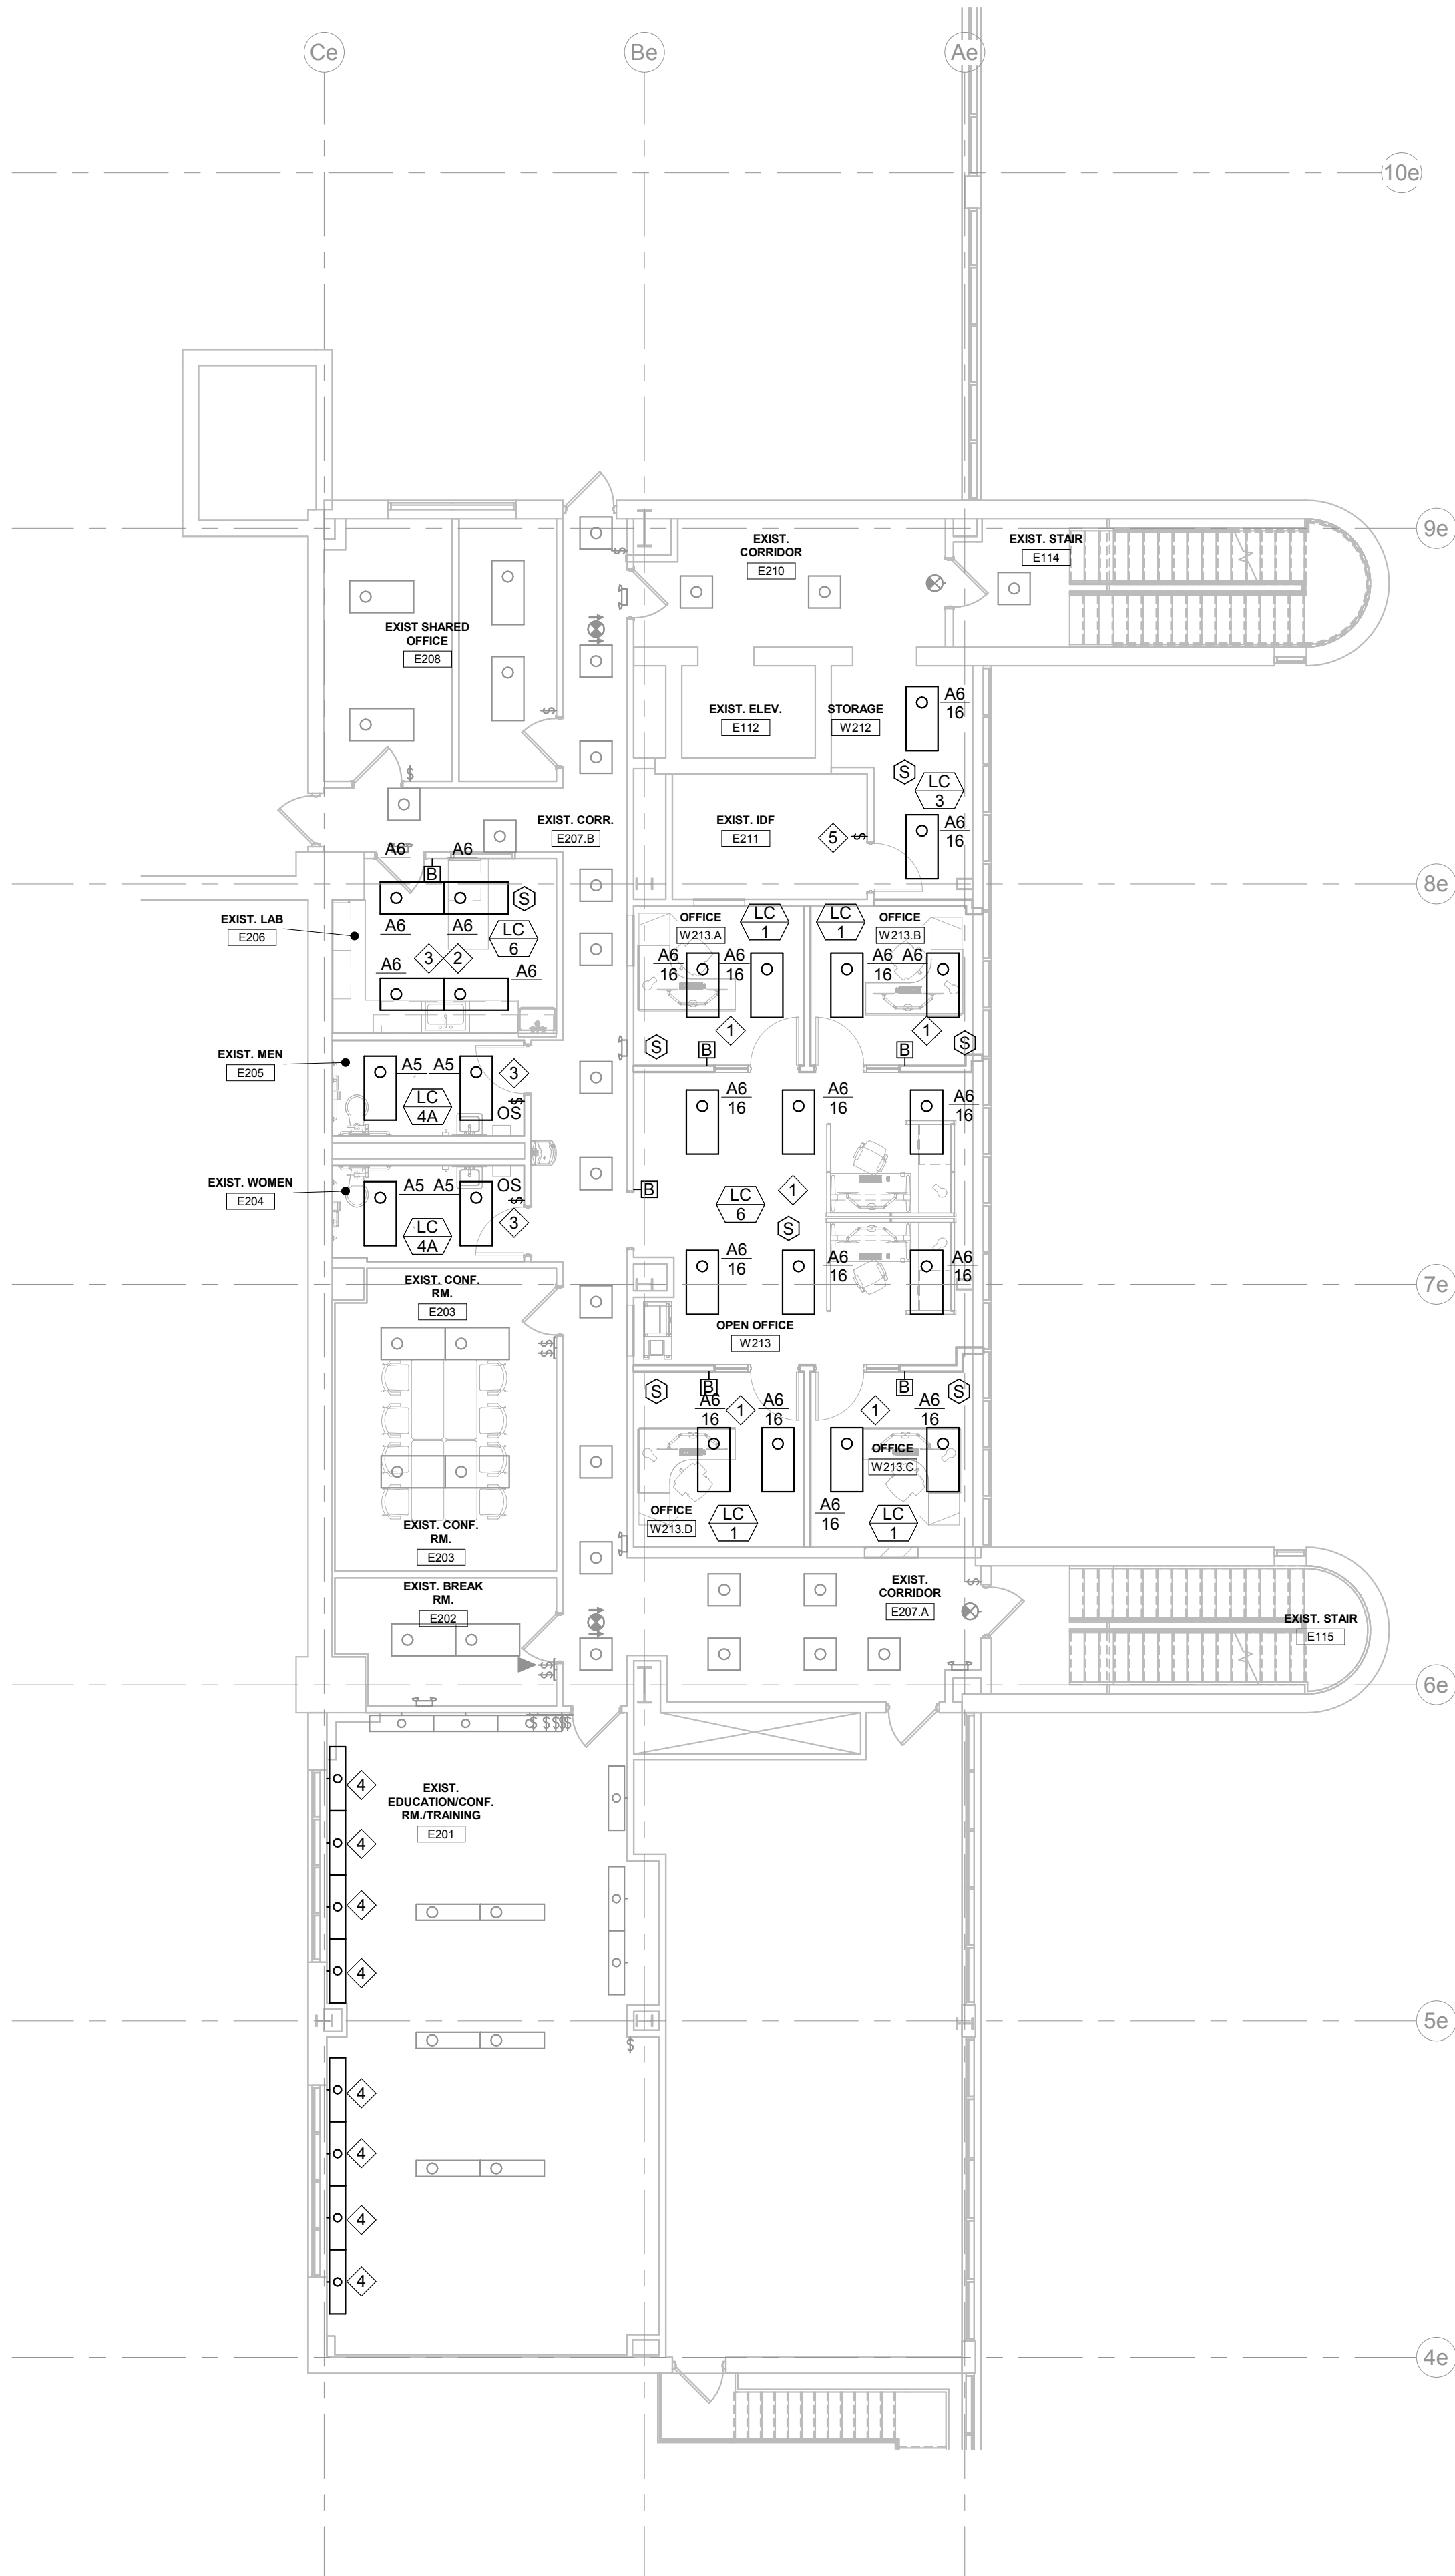 Ce
Be
Ae
10e
9e
EXIST.
CORRIDOR
E210
EXIST. STAIR
E114
$
EXIST SHARED
OFFICE
E208
$
$
EXIST. ELEV.
E112
STORAGE
W212
A6
16
S
LC
3
A6
16
EXIST. CORR.
E207.B
EXIST. IDF
E211
5
$
A6
A6
B
8e
S
EXIST. LAB
E206
A6
A6
LC
6
3
2
A6
A6
OFFICE
W213.A
LC
1
A6
16
A6
16
1
S
B
LC
1
OFFICE
W213.B
A6
16
A6
1
S
B
EXIST. MEN
E205
A5
A5
LC
4A
3
$
OS
A6
16
A6
16
A6
16
EXIST. WOMEN
E204
A5
A5
OS
$
LC
4A
3
B
LC
6
1
S
A6
16
A6
16
A6
16
7e
EXIST. CONF.
RM.
E203
$
$
OPEN OFFICE
W213
S
B
A6
16
1
A6
16
B
S
1
A6
16
OFFICE
W213.C
A6
16
OFFICE
W213.D
LC
1
LC
1
EXIST. CONF.
RM.
E203
EXIST. BREAK
RM.
E202
$
$
EXIST.
CORRIDOR
E207.A
$
EXIST. STAIR
E115
6e
$ $$$$
EXIST.
EDUCATION/CONF.
RM./TRAINING
E201
4
4
4
4
5e
$
4
4
4
4
4e